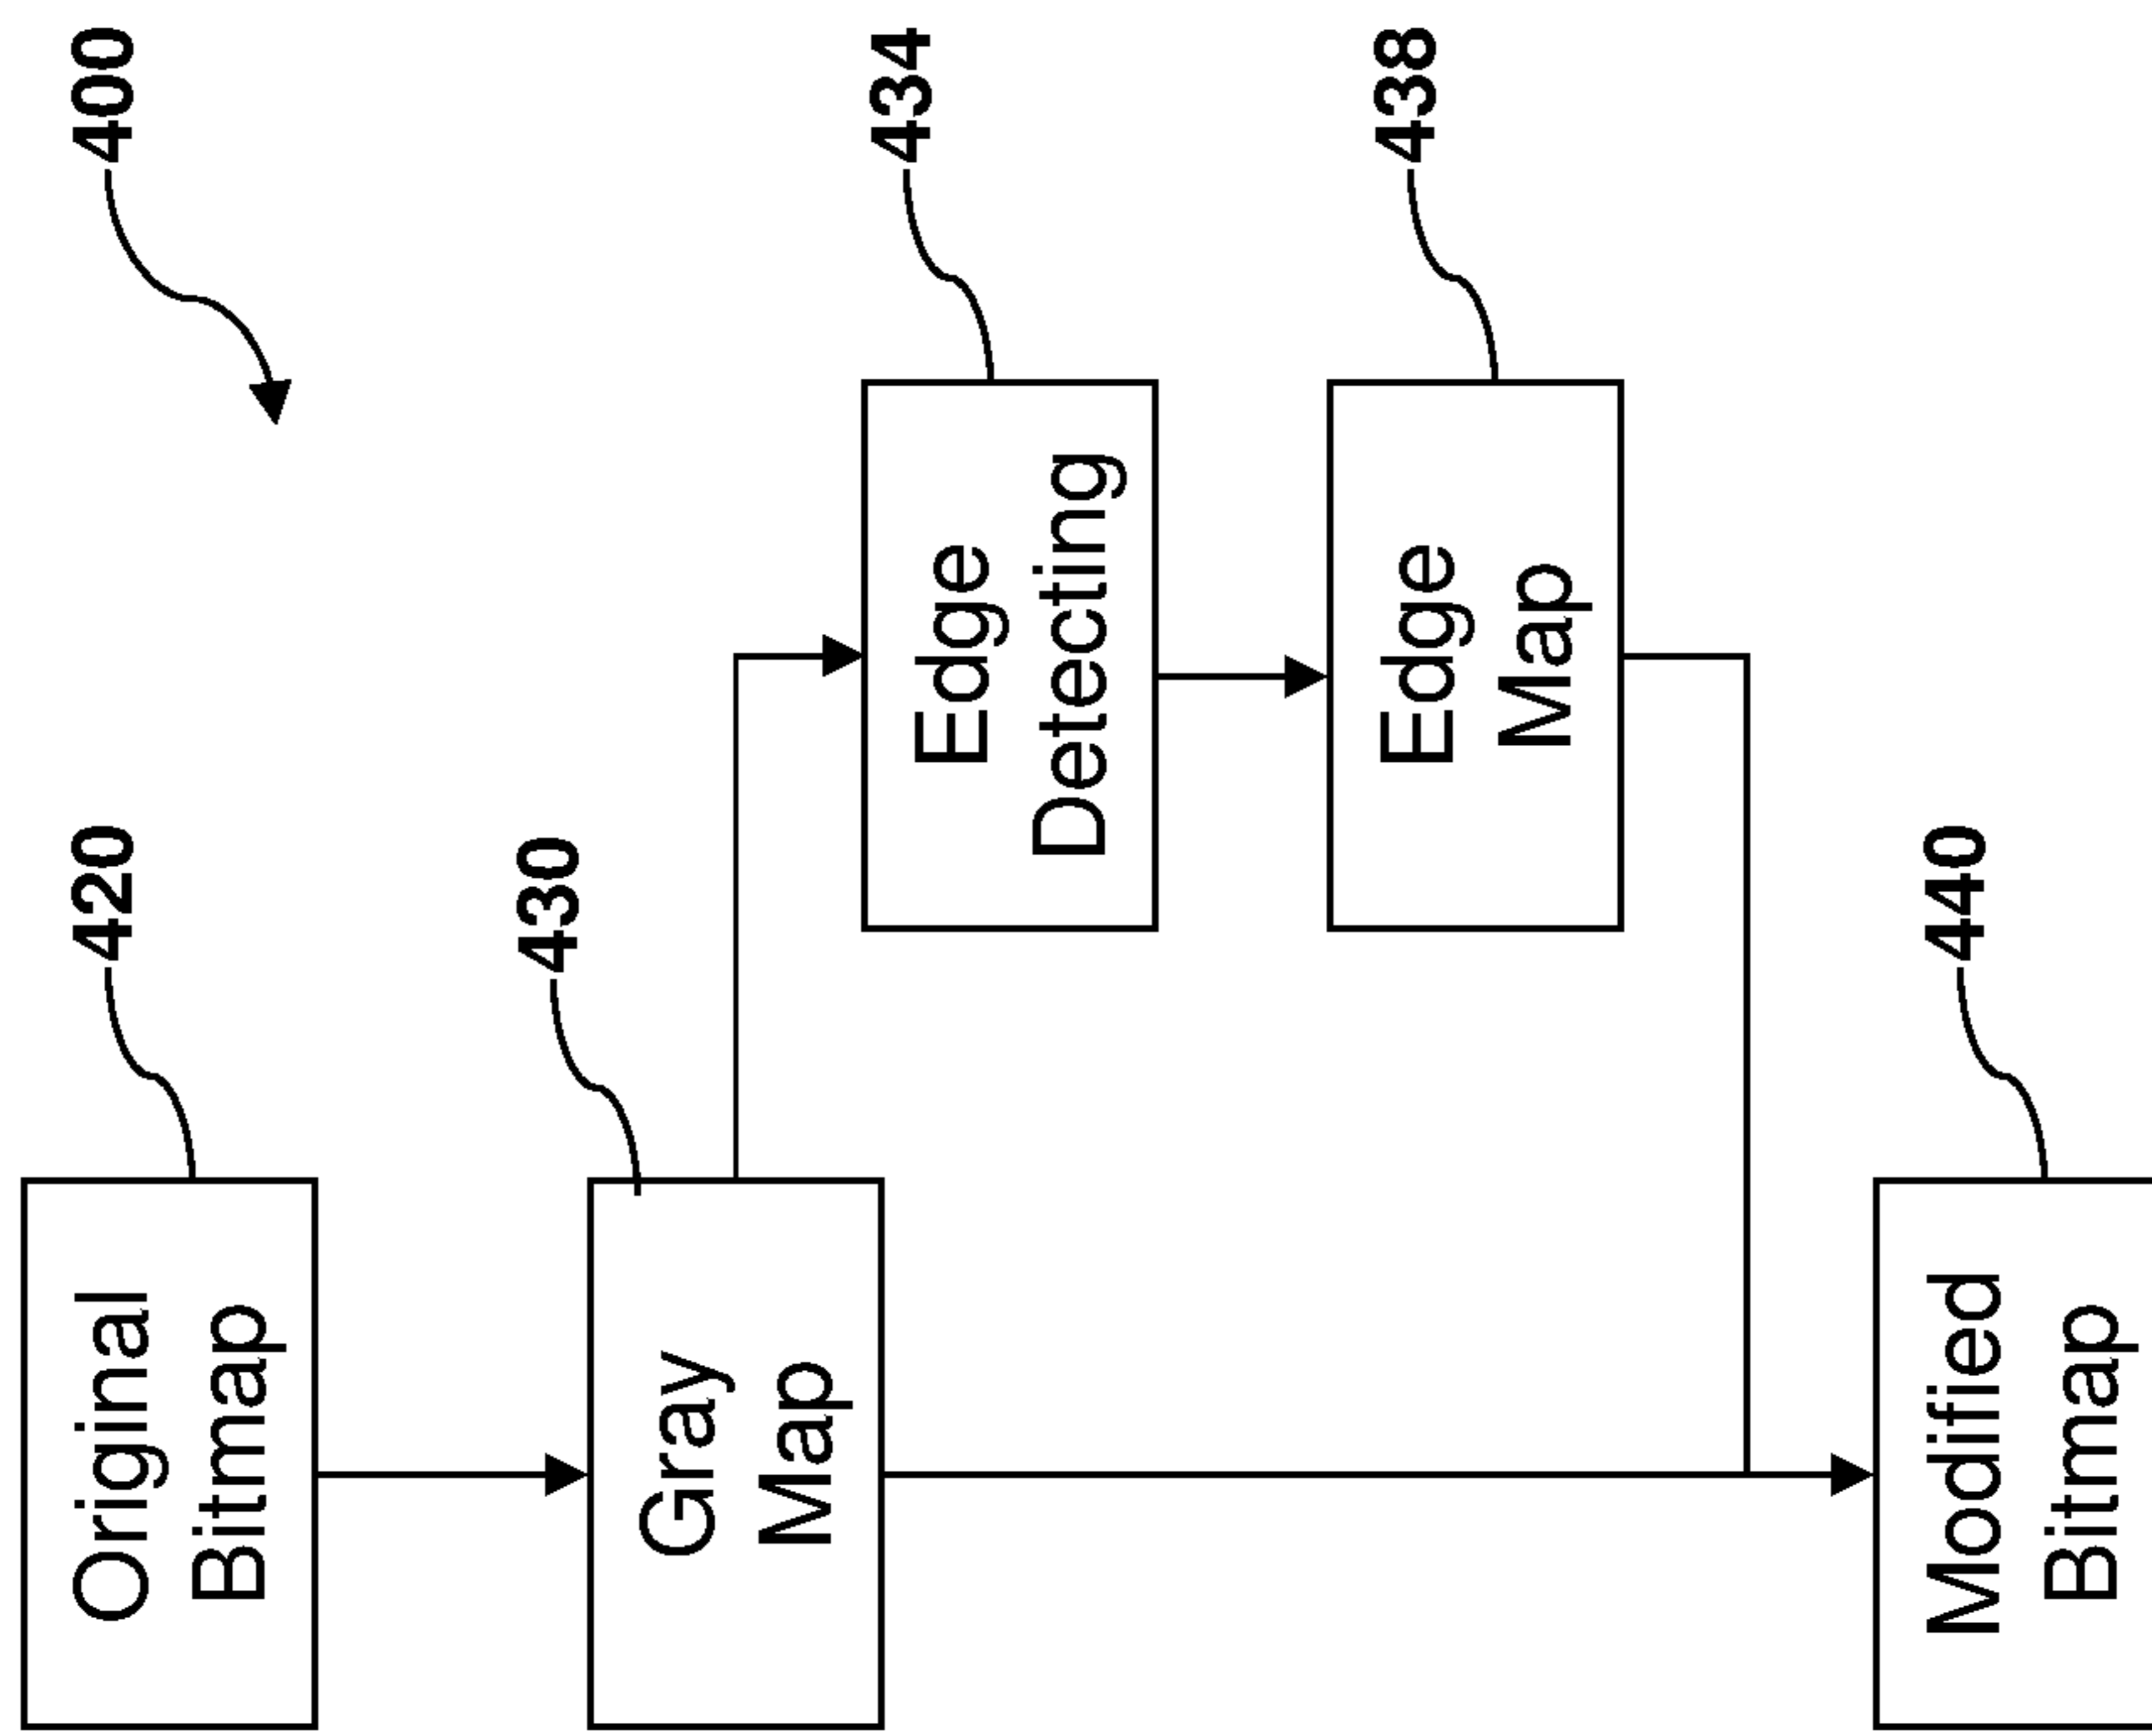 400
420
Original
Bitmap
430
Gray
Map
434
Edge
Detecting
438
Edge
Map
440
Modified
Bitmap